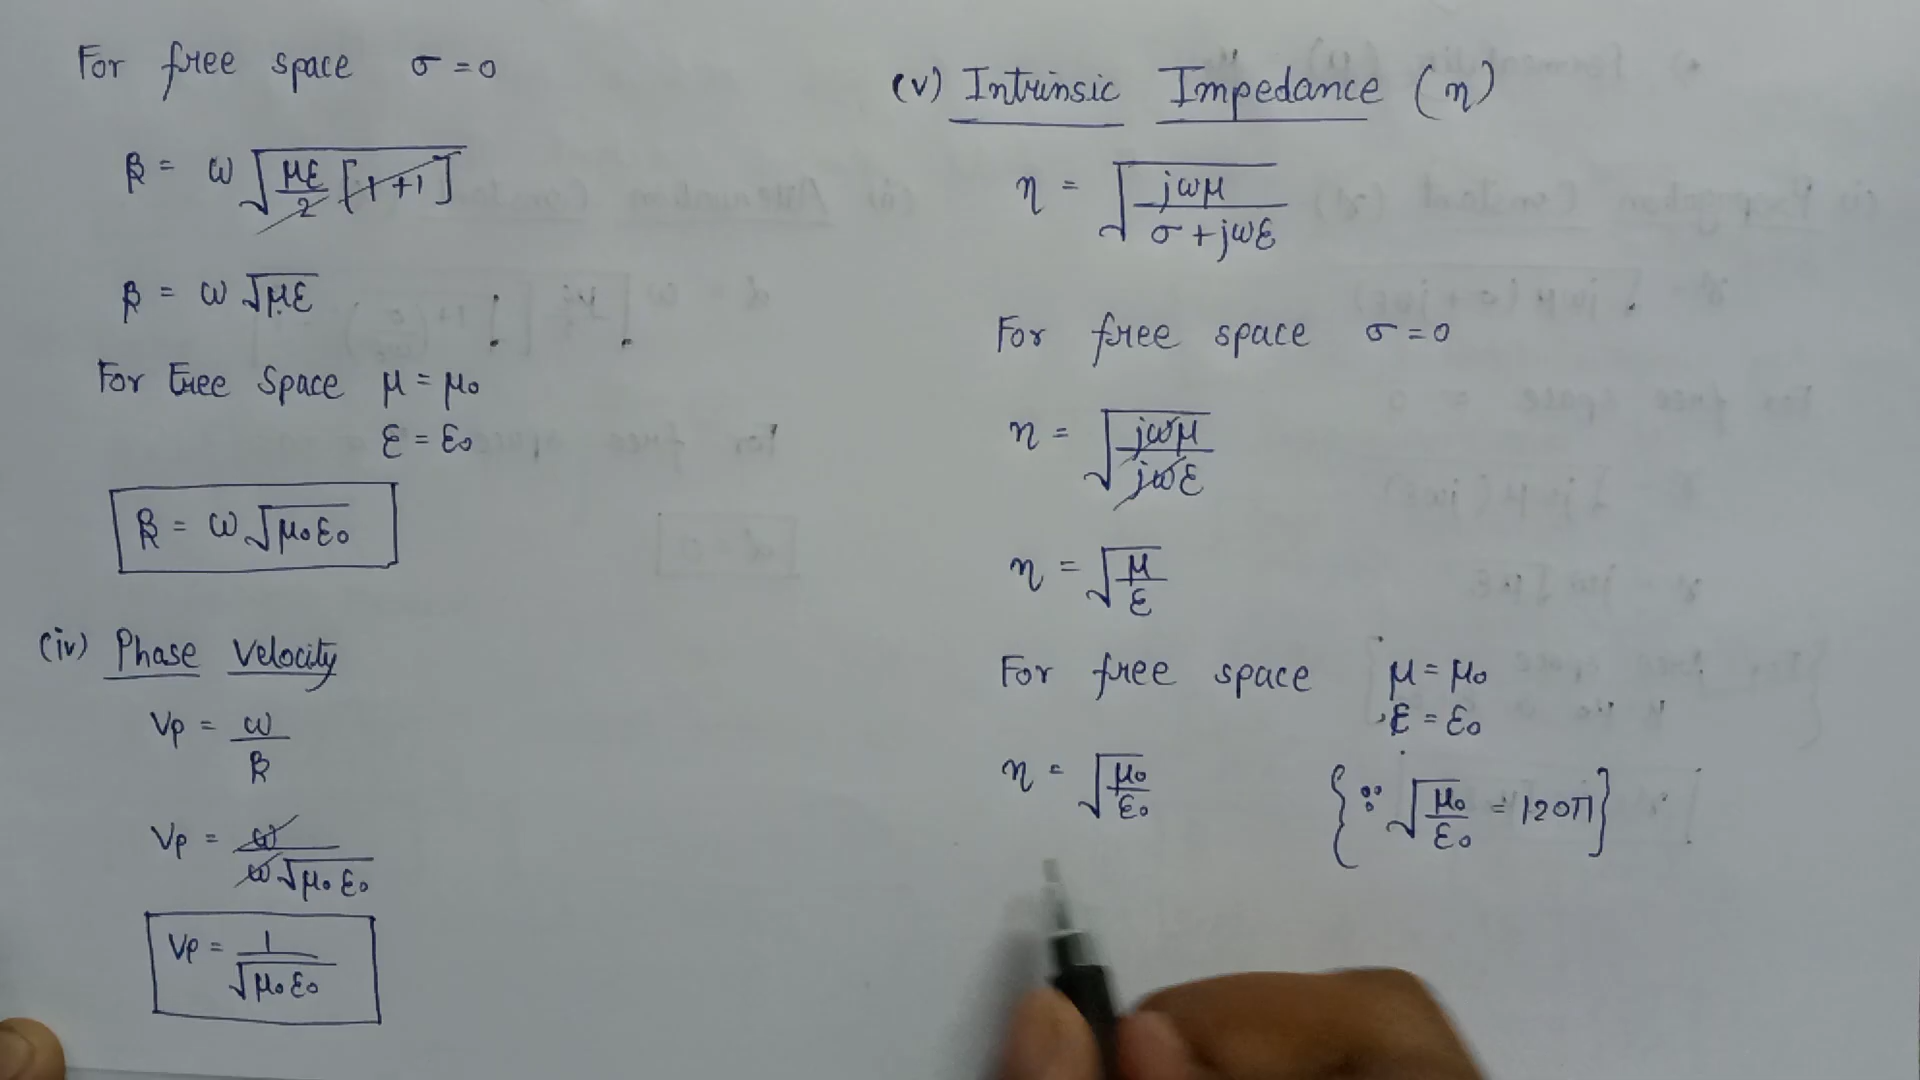 For free space σ = 0
β = ω √(με/2 [1+1])
β = ω √με
For Free Space μ = μ₀
ε = ε₀
β = ω √μ₀ε₀
(iv) Phase Velocity
Vp = ω/β
Vp = ω/ω√μ₀ε₀
Vp = 1/√μ₀ε₀
(v) Intrinsic Impedance (η)
η = √(jωμ/σ+jωε)
For free space σ = 0
η = √(jωμ/jωε)
η = √(μ/ε)
For free space μ = μ₀
ε = ε₀
η = √(μ₀/ε₀) {∵ √(μ₀/ε₀) = 120π}